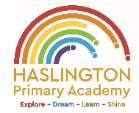 HASLINGTON
Primary Academy
Explore – Dream – Learn – Shine